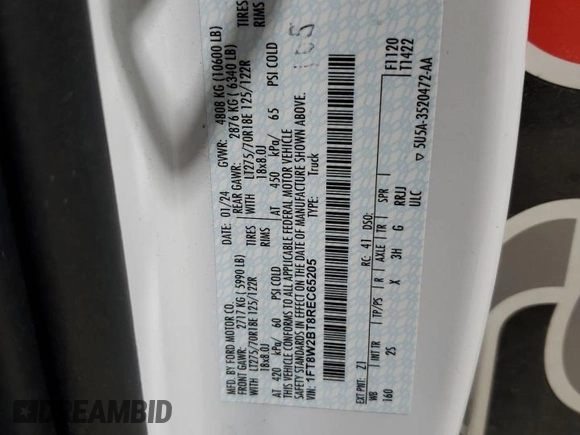 MFD. BY FORD MOTOR CO.
DATE: 01/24 GVWR: 4808 KG (10600 LB)
FRONT GAWR: 2717 KG (5990 LB) REAR GAWR: 2876 KG (6340 LB)
WITH LT275/70R18E 125/122R TIRES WITH LT275/70R18E 125/122R TIRES
18x8.0J RIMS 18x8.0J RIMS
AT 420 kPa/ 60 PSI COLD AT 450 kPa/ 65 PSI COLD
THIS VEHICLE CONFORMS TO ALL APPLICABLE FEDERAL MOTOR VEHICLE
SAFETY STANDARDS IN EFFECT ON THE DATE OF MANUFACTURE SHOWN ABOVE.
VIN: 1FT8W2BT8REC65205 TYPE: Truck
103
F1120
T1422
EXT PNT: Z1 RC: 41 DSO:
WB INT TR TP/PS R AXLE TR SPR
160 2S X 3H G RRJJ
ULC
5U5A-3520472-AA
DREAMBID